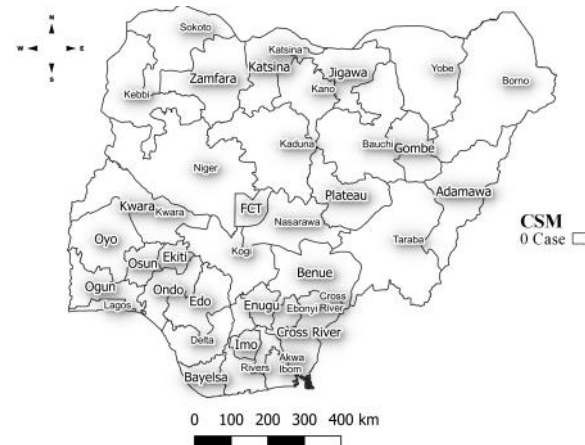 N
W E
S
Sokoto
Katsina
Zamfara Katsina Jigawa
Kano
Yobe
Borno
Kebbi
Kaduna
Bauchi Gombe
Niger
Plateau Adamawa
Kwara Kwara
FCT
Nasarawa
Oyo
Taraba
CSM
0 Case
Osun Ekiti
Kogi
Benue
Ogun Ondo
Lagos
Edo
Enugu Ebonyi Cross River
Cross River
Delta
Imo
Akwa Ibom
Bayelsa Rivers
0 100 200 300 400 km